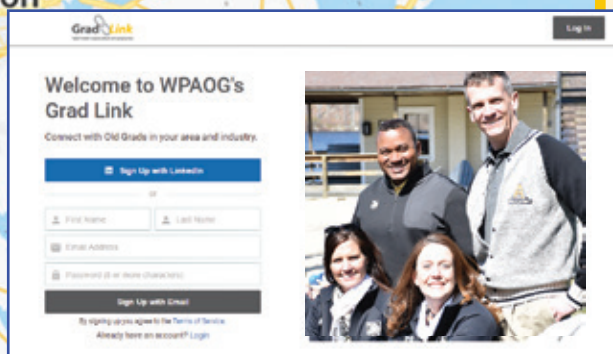 on
Grad Link
Log In
Welcome to WPAOG's
Grad Link
Connect with Old Grads in your area and industry.
Sign Up with LinkedIn
or
First Name
Last Name
Email Address
Password (6 or more characters)
Sign Up with Email
By signing up you agree to the Terms of Service.
Already have an account? Login